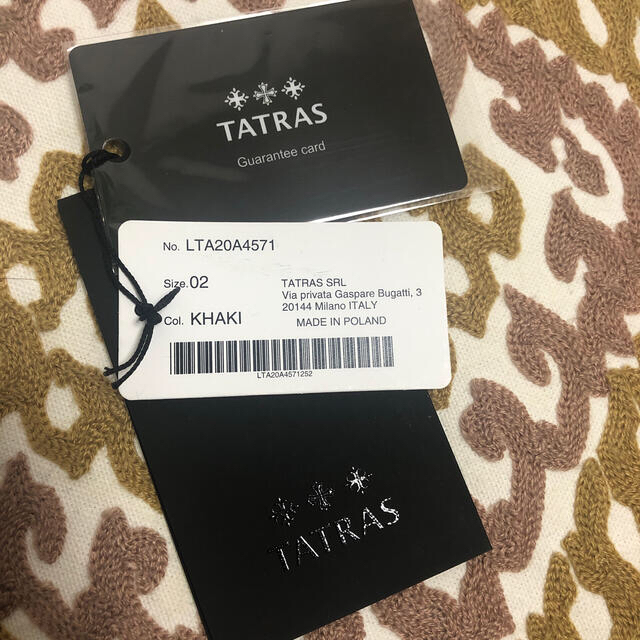 TATRAS
Guarantee card
No. LTA20A4571
Size.02
Col. KHAKI
TATRAS SRL
Via privata Gaspare Bugatti, 3
20144 Milano ITALY
MADE IN POLAND
LTA20A4571252
TATRAS